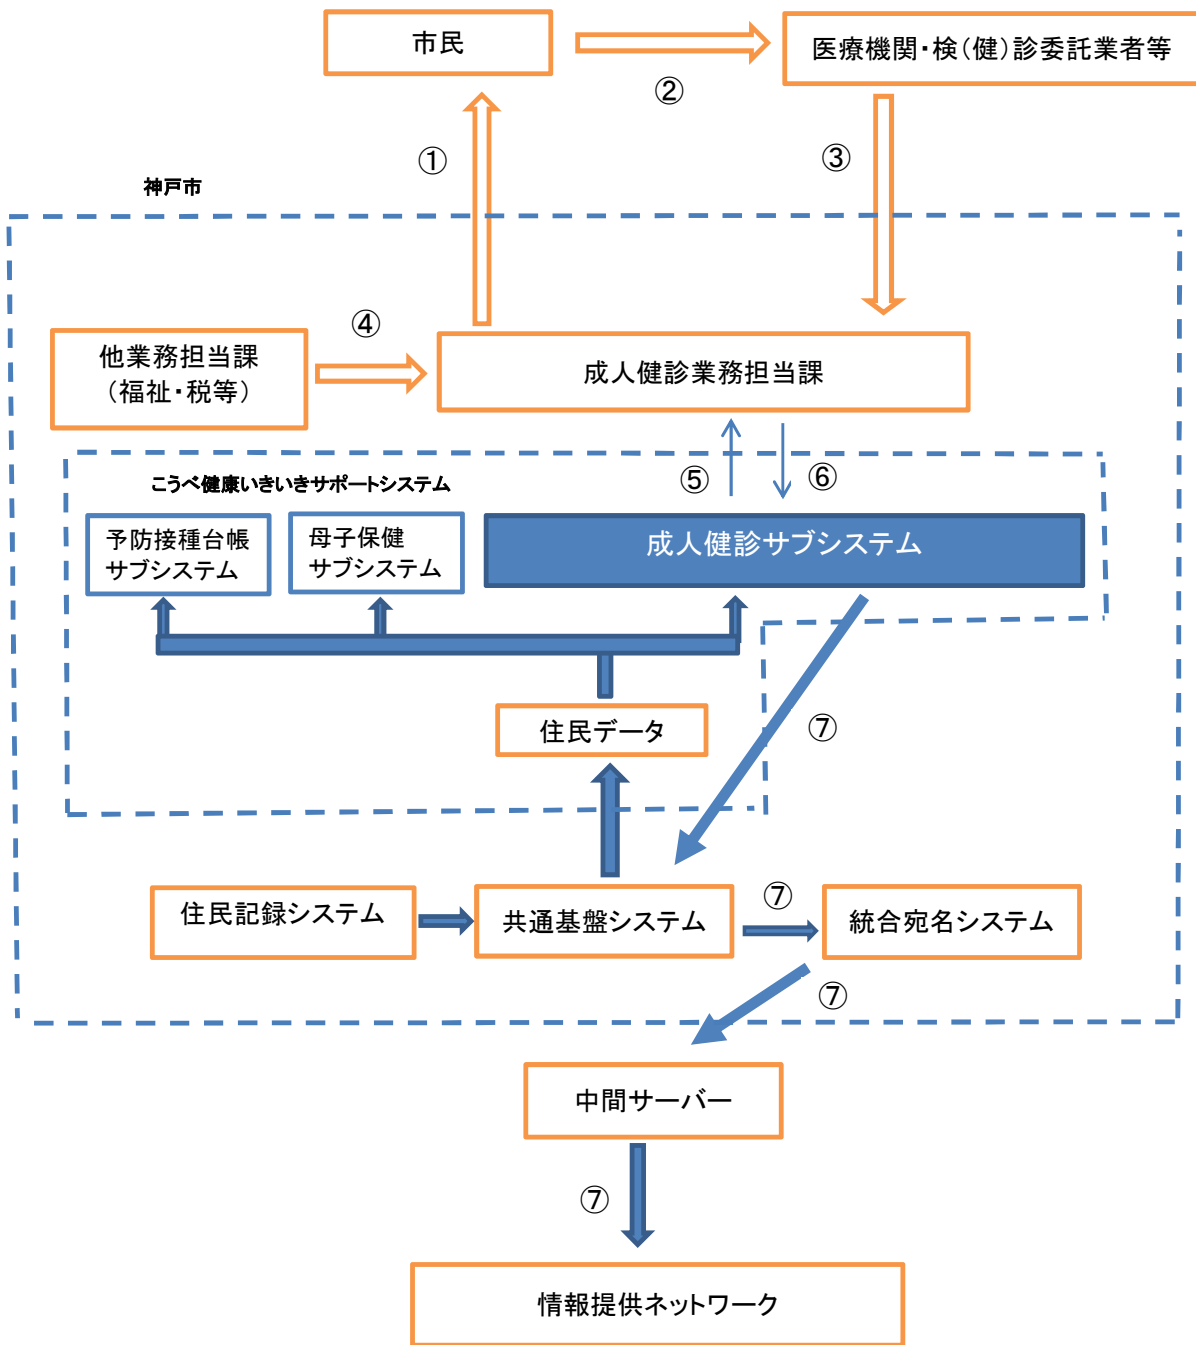 市民
医療機関・検(健)診委託業者等
②
①
③
神戸市
④
他業務担当課
(福祉・税等)
成人健診業務担当課
⑤
⑥
こうべ健康いきいきサポートシステム
予防接種台帳
サブシステム
母子保健
サブシステム
成人健診サブシステム
住民データ
⑦
住民記録システム
共通基盤システム
⑦
統合宛名システム
⑦
中間サーバー
⑦
情報提供ネットワーク